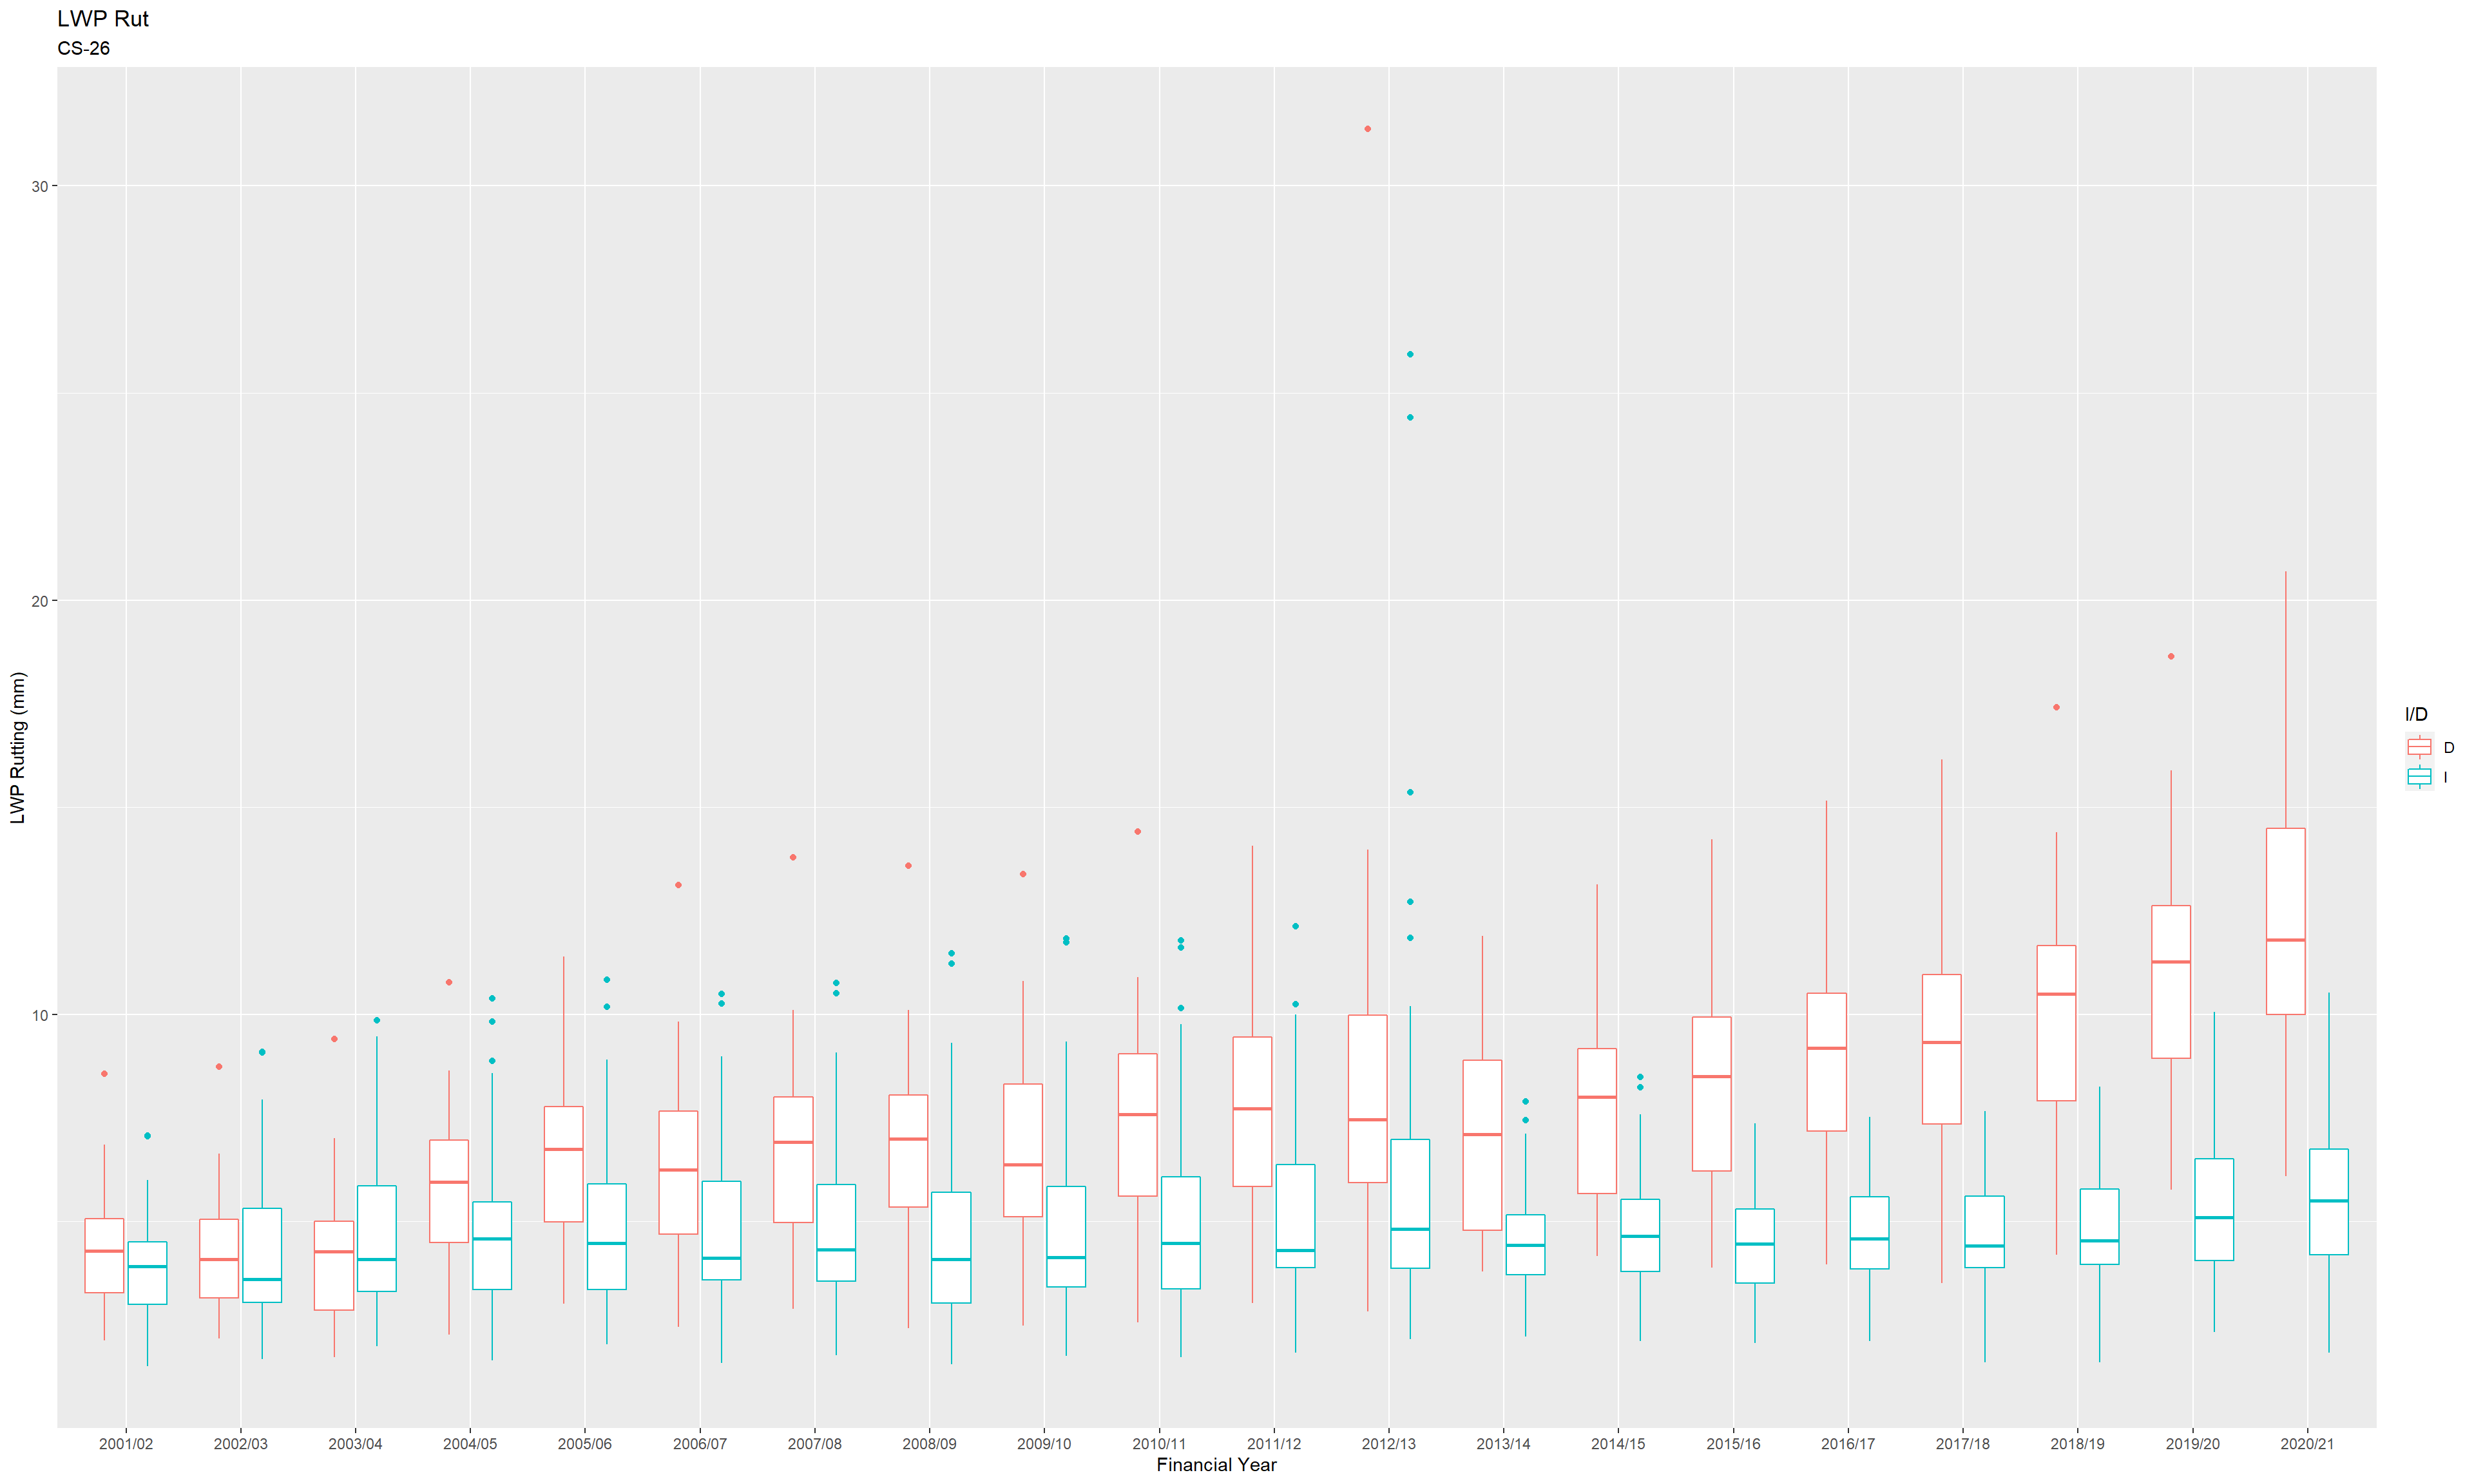 LWP Rut
CS-26
LWP Rutting (mm)
30
20
10
2001/02 2002/03 2003/04 2004/05 2005/06 2006/07 2007/08 2008/09 2009/10 2010/11 2011/12 2012/13 2013/14 2014/15 2015/16 2016/17 2017/18 2018/19 2019/20 2020/21
Financial Year
I/D
D
I